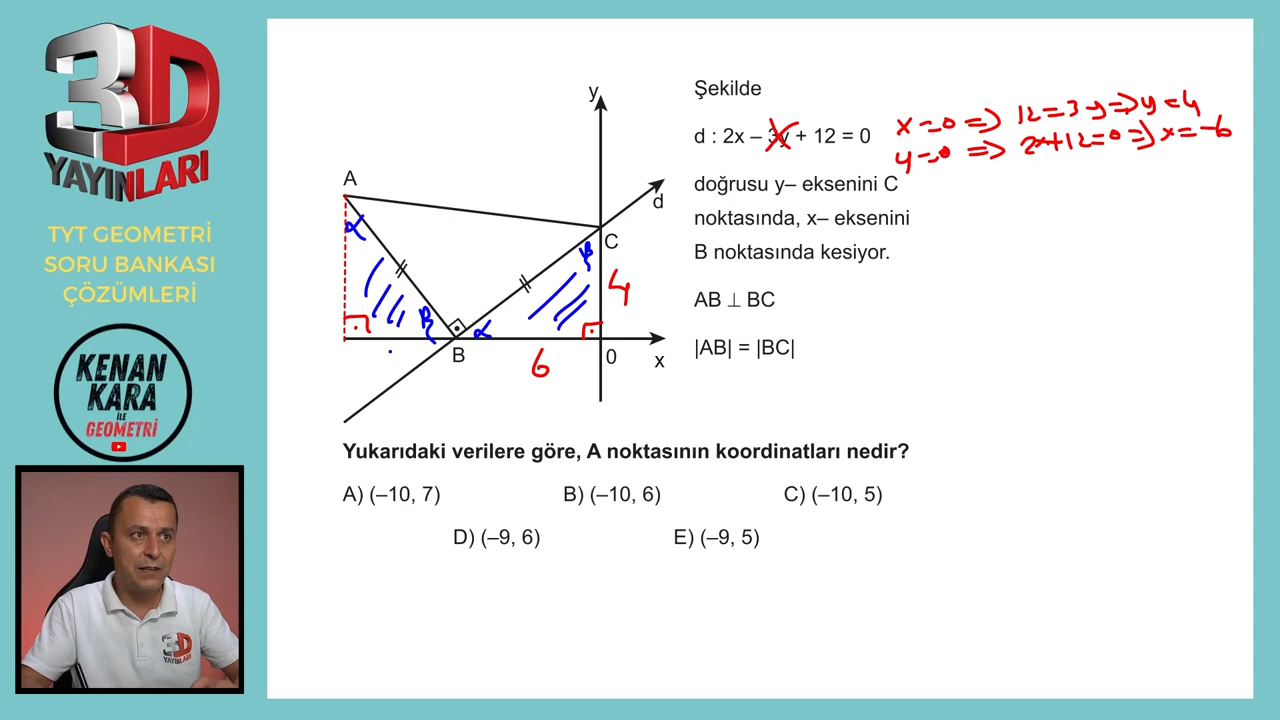 3D
YAYINLARI
TYT GEOMETRİ
SORU BANKASI
ÇÖZÜMLERİ
KENAN
KARA
İLE
GEOMETRİ
3D
YAYINLARI
y
A
d
C
B
0
x
α
β
β
α
4
6
Şekilde
d : 2x – 3y + 12 = 0
x=0 => 12=3y => y=4
y=0 => 2x+12=0 => x=-6
doğrusu y– eksenini C
noktasında, x– eksenini
B noktasında kesiyor.
AB ⊥ BC
|AB| = |BC|
Yukarıdaki verilere göre, A noktasının koordinatları nedir?
A) (–10, 7) B) (–10, 6) C) (–10, 5)
D) (–9, 6) E) (–9, 5)